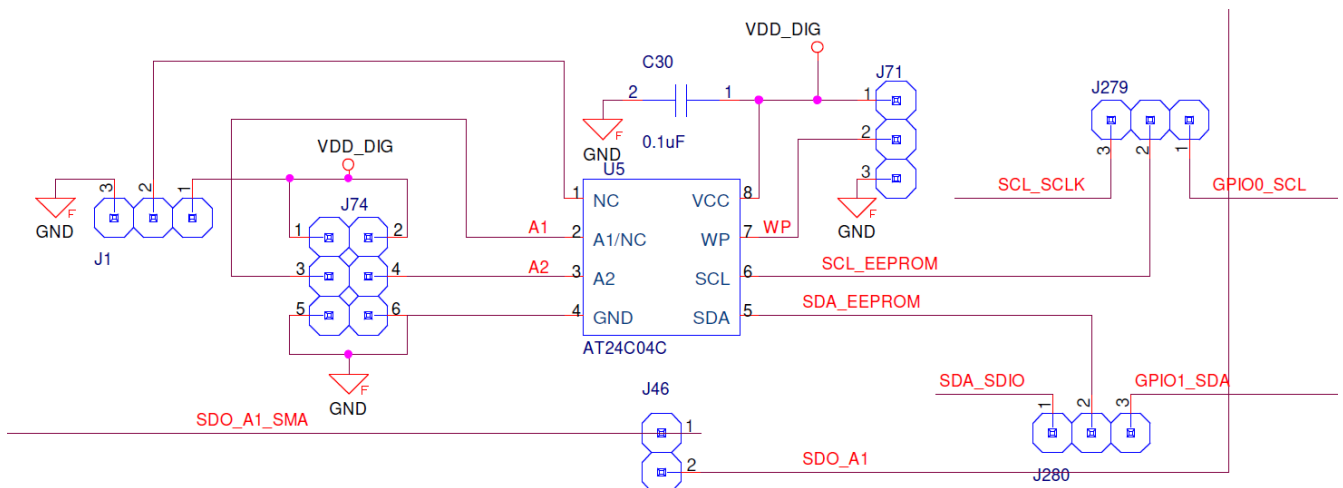 VDD_DIG
C30
J71
2 1 1
J279
0.1uF
GND
2
3
3 2 1
U5
VDD_DIG
SCL_SCLK
GPIO0_SCL
3 2 1
F
GND
J1
J74
1 2
3 4
5 6
1 NC VCC 8
F
GND
A1 2 A1/NC WP 7 WP
A2 3 A2 SCL 6 SCL_EEPROM
4 GND SDA 5 SDA_EEPROM
AT24C04C
F
GND
F
J46
SDA_SDIO
GPIO1_SDA
1 2 3
SDO_A1_SMA
1
2
SDO_A1
J280